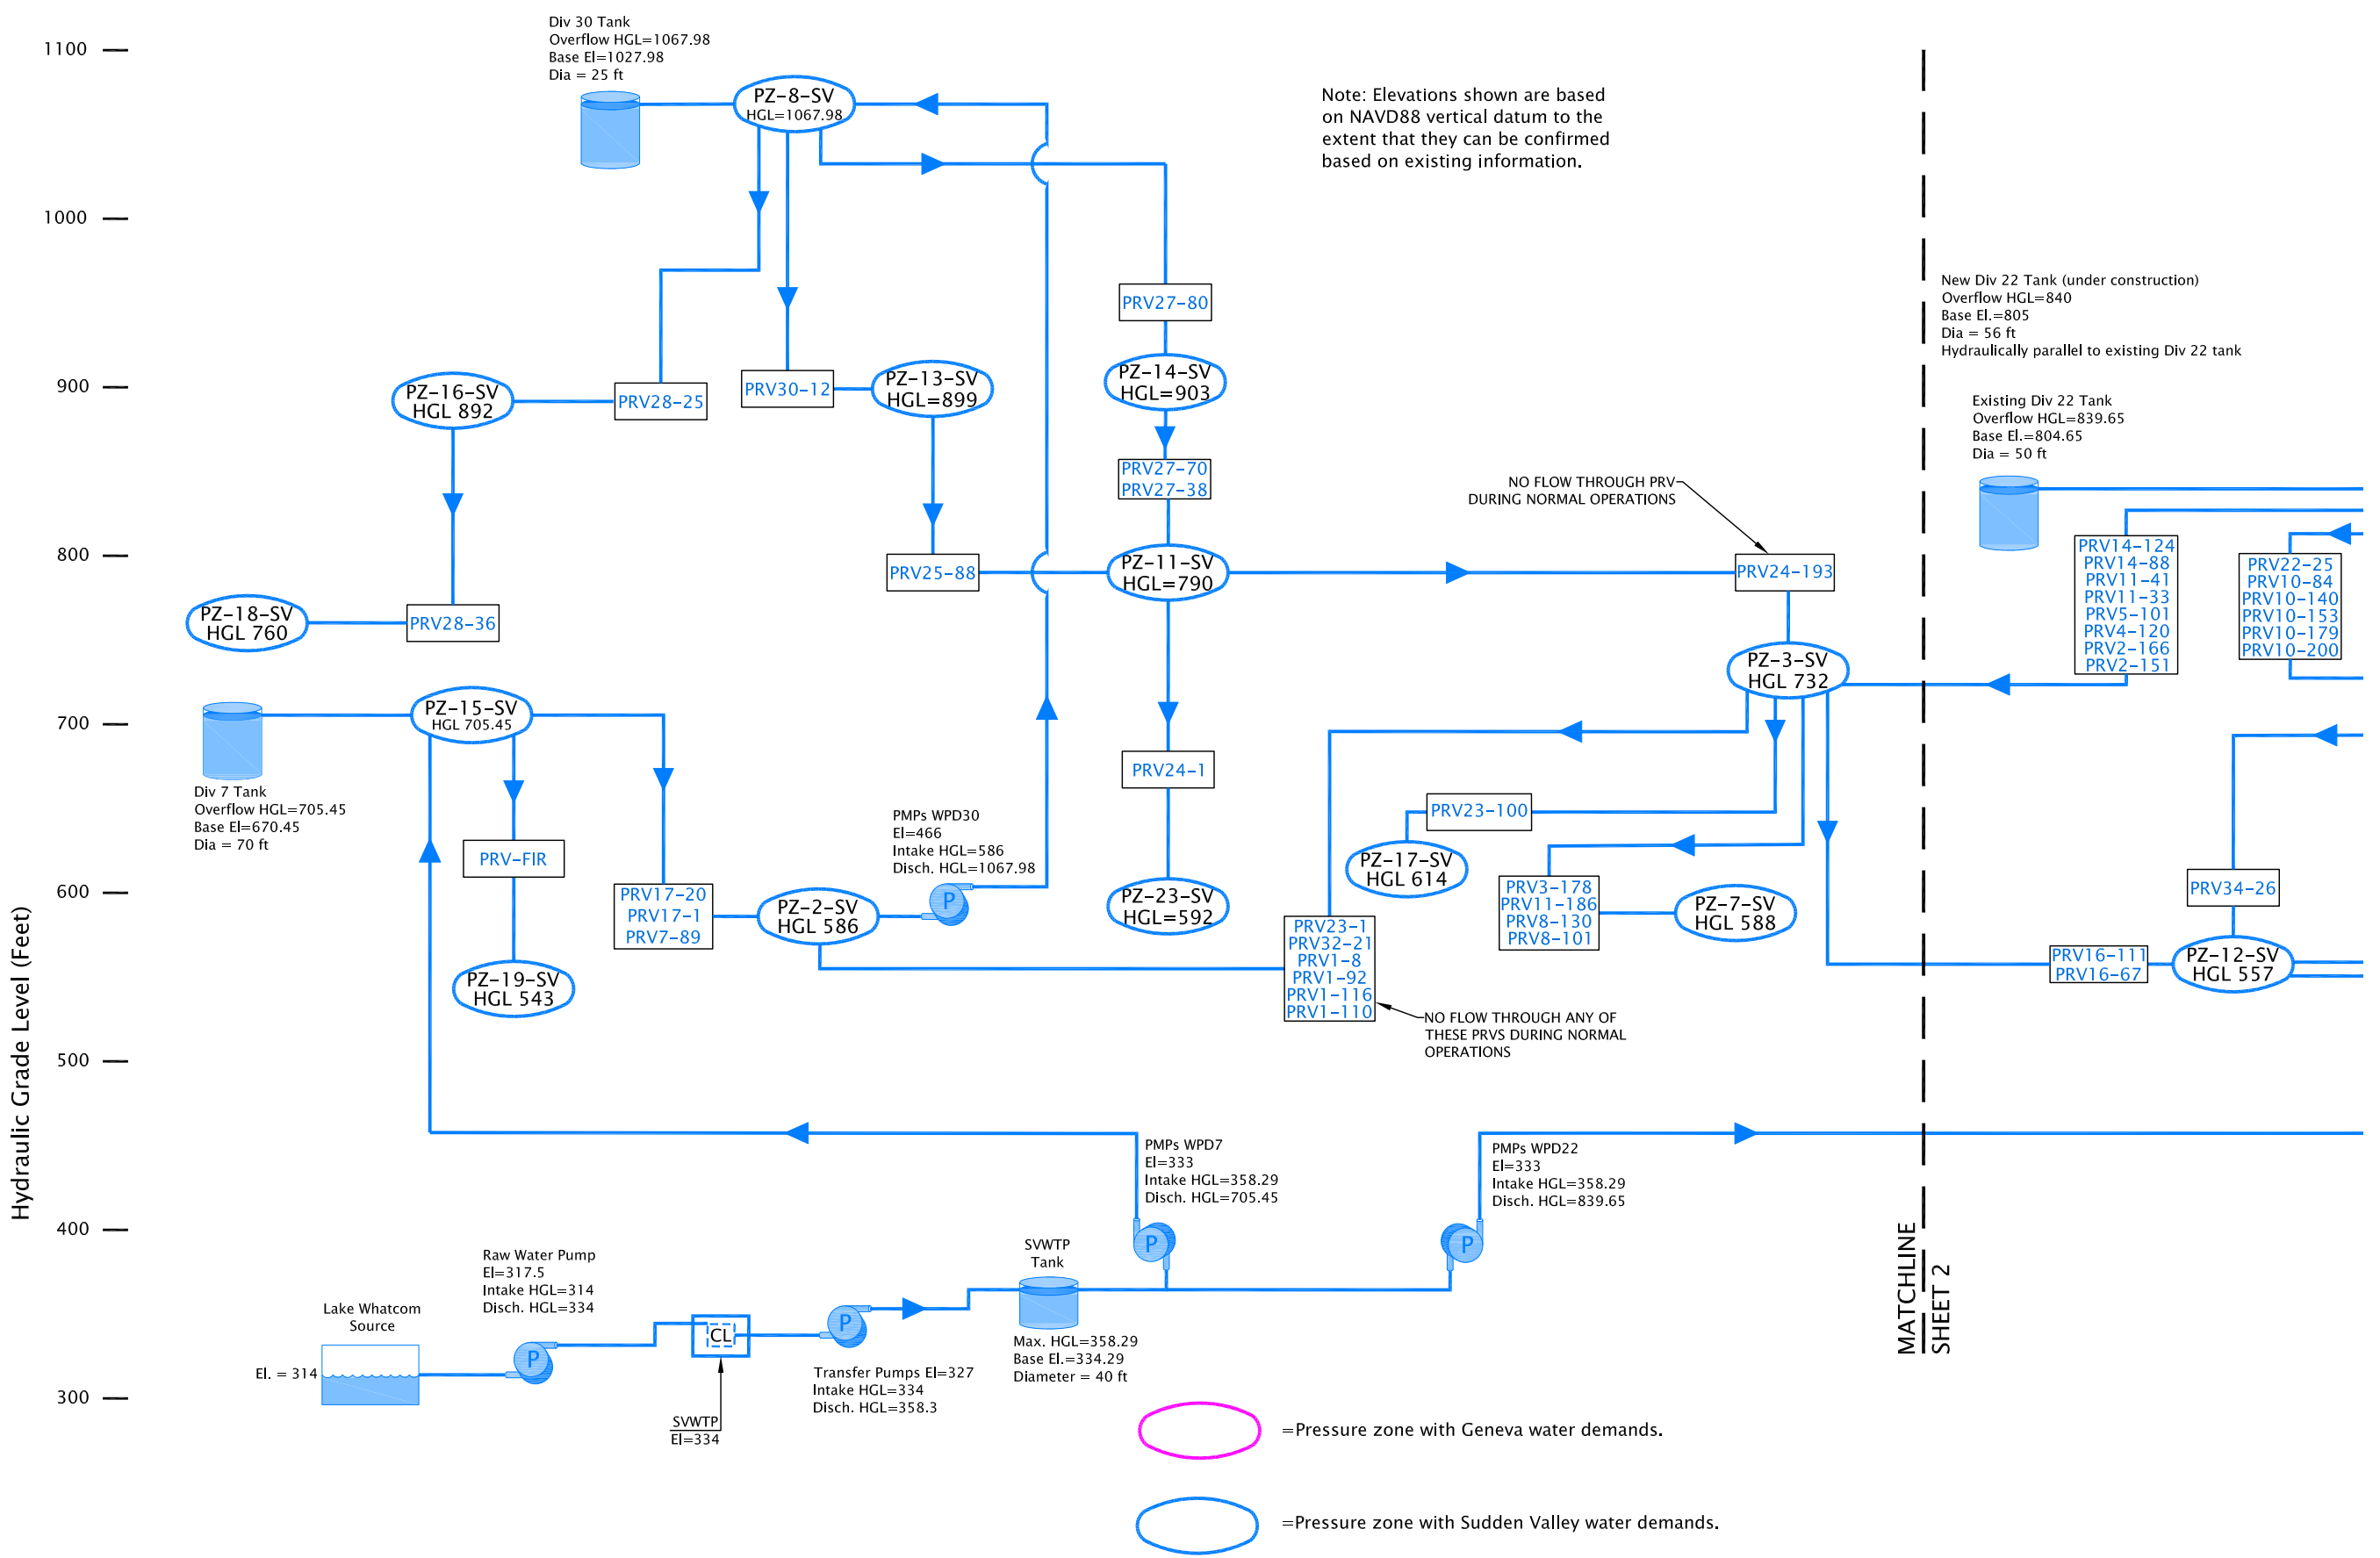 Div 30 Tank
Overflow HGL=1067.98
Base El=1027.98
Dia = 25 ft
1100
PZ-8-SV
HGL=1067.98
Note: Elevations shown are based
on NAVD88 vertical datum to the
extent that they can be confirmed
based on existing information.
1000
PRV27-80
New Div 22 Tank (under construction)
Overflow HGL=840
Base El.=805
Dia = 56 ft
Hydraulically parallel to existing Div 22 tank
900
PZ-16-SV
HGL 892
PRV28-25
PRV30-12
PZ-13-SV
HGL=899
PZ-14-SV
HGL=903
Existing Div 22 Tank
Overflow HGL=839.65
Base El.=804.65
Dia = 50 ft
PRV27-70
PRV27-38
NO FLOW THROUGH PRV
DURING NORMAL OPERATIONS
800
PRV25-88
PZ-11-SV
HGL=790
PRV24-193
PRV14-124
PRV14-88
PRV11-41
PRV11-33
PRV5-101
PRV4-120
PRV2-166
PRV2-151
PRV22-25
PRV10-84
PRV10-140
PRV10-153
PRV10-179
PRV10-200
PZ-18-SV
HGL 760
PRV28-36
PZ-3-SV
HGL 732
700
PZ-15-SV
HGL 705.45
Div 7 Tank
Overflow HGL=705.45
Base El=670.45
Dia = 70 ft
PRV24-1
PRV-FIR
PMPs WPD30
El=466
Intake HGL=586
Disch. HGL=1067.98
P
PRV23-100
PZ-17-SV
HGL 614
600
PRV17-20
PRV17-1
PRV7-89
PZ-2-SV
HGL 586
PZ-23-SV
HGL=592
PRV3-178
PRV11-186
PRV8-130
PRV8-101
PZ-7-SV
HGL 588
PRV34-26
PRV23-1
PRV32-21
PRV1-8
PRV1-92
PRV1-116
PRV1-110
PRV16-111
PRV16-67
PZ-12-SV
HGL 557
PZ-19-SV
HGL 543
NO FLOW THROUGH ANY OF
THESE PRVS DURING NORMAL
OPERATIONS
500
Hydraulic Grade Level (Feet)
PMPs WPD7
El=333
Intake HGL=358.29
Disch. HGL=705.45
PMPs WPD22
El=333
Intake HGL=358.29
Disch. HGL=839.65
400
P
P
Raw Water Pump
El=317.5
Intake HGL=314
Disch. HGL=334
SVWTP
Tank
MATCHLINE
SHEET 2
Lake Whatcom
Source
El. = 314
P
CL
P
Max. HGL=358.29
Base El.=334.29
Diameter = 40 ft
Transfer Pumps El=327
Intake HGL=334
Disch. HGL=358.3
300
SVWTP
El=334
=Pressure zone with Geneva water demands.
=Pressure zone with Sudden Valley water demands.